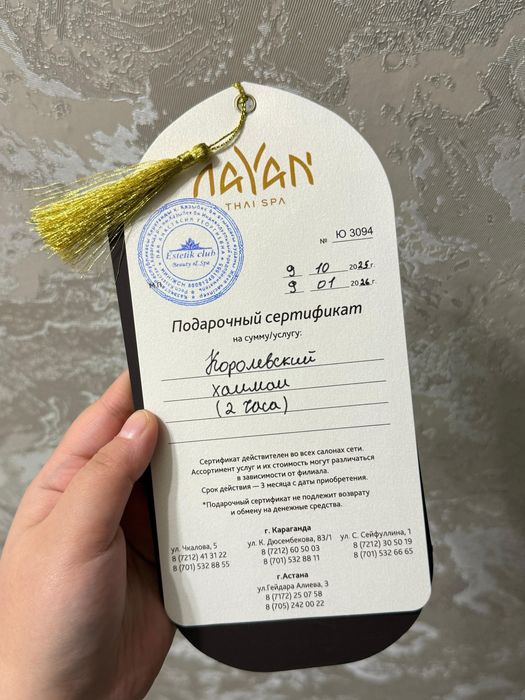 NAYAN
THAI SPA
№ Ю 3094
9 10 2025 г.
9 01 2026 г.
Estetik club
Beauty & Spa
М.П.
Подарочный сертификат
на сумму/услугу:
Королевский
хаммам
(2 часа)
Сертификат действителен во всех салонах сети.
Ассортимент услуг и их стоимость могут различаться
в зависимости от филиала.
Срок действия — 3 месяца с даты приобретения.
*Подарочный сертификат не подлежит возврату
и обмену на денежные средства.
г. Караганда
ул. Чкалова, 5
8 (7212) 41 31 22
8 (701) 532 88 55
ул. К. Дюсембекова, 83/1
8 (7212) 60 50 03
8 (701) 532 88 11
ул. С. Сейфуллина, 1
8 (7212) 30 50 19
8 (701) 532 66 65
г.Астана
ул.Гейдара Алиева, 3
8 (7172) 25 07 58
8 (705) 242 00 22